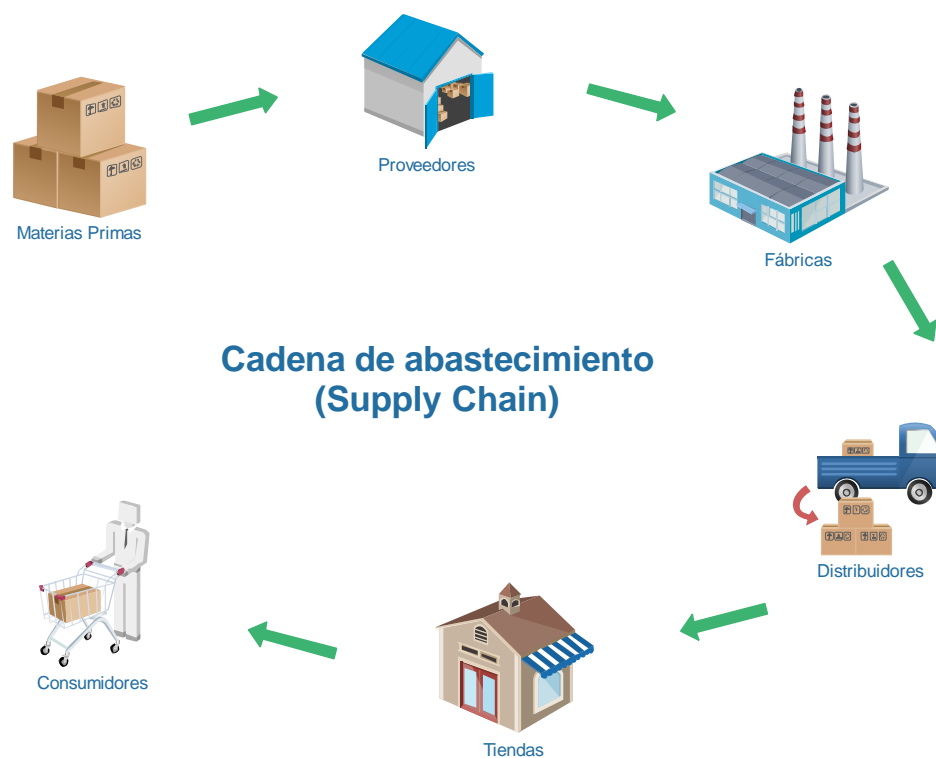 Proveedores
Materias Primas
Fábricas
Cadena de abastecimiento
(Supply Chain)
Distribuidores
Consumidores
Tiendas